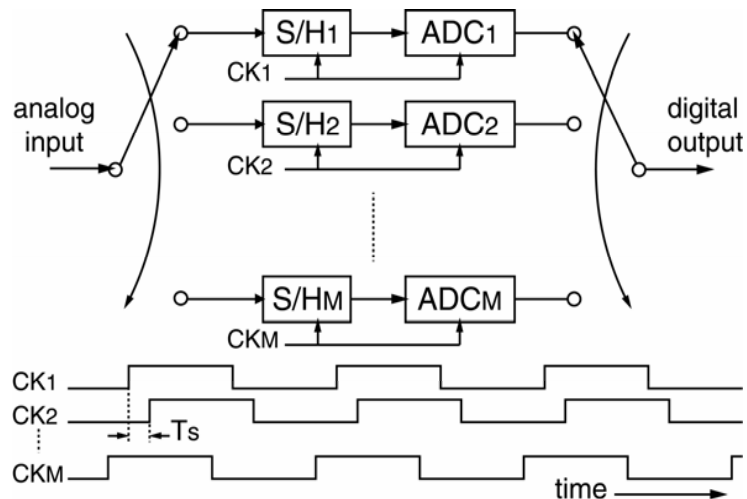 S/H1 ADC1
CK1
analog input
digital output
S/H2 ADC2
CK2
S/HM ADCM
CKM
CK1
CK2
Ts
CKM
time